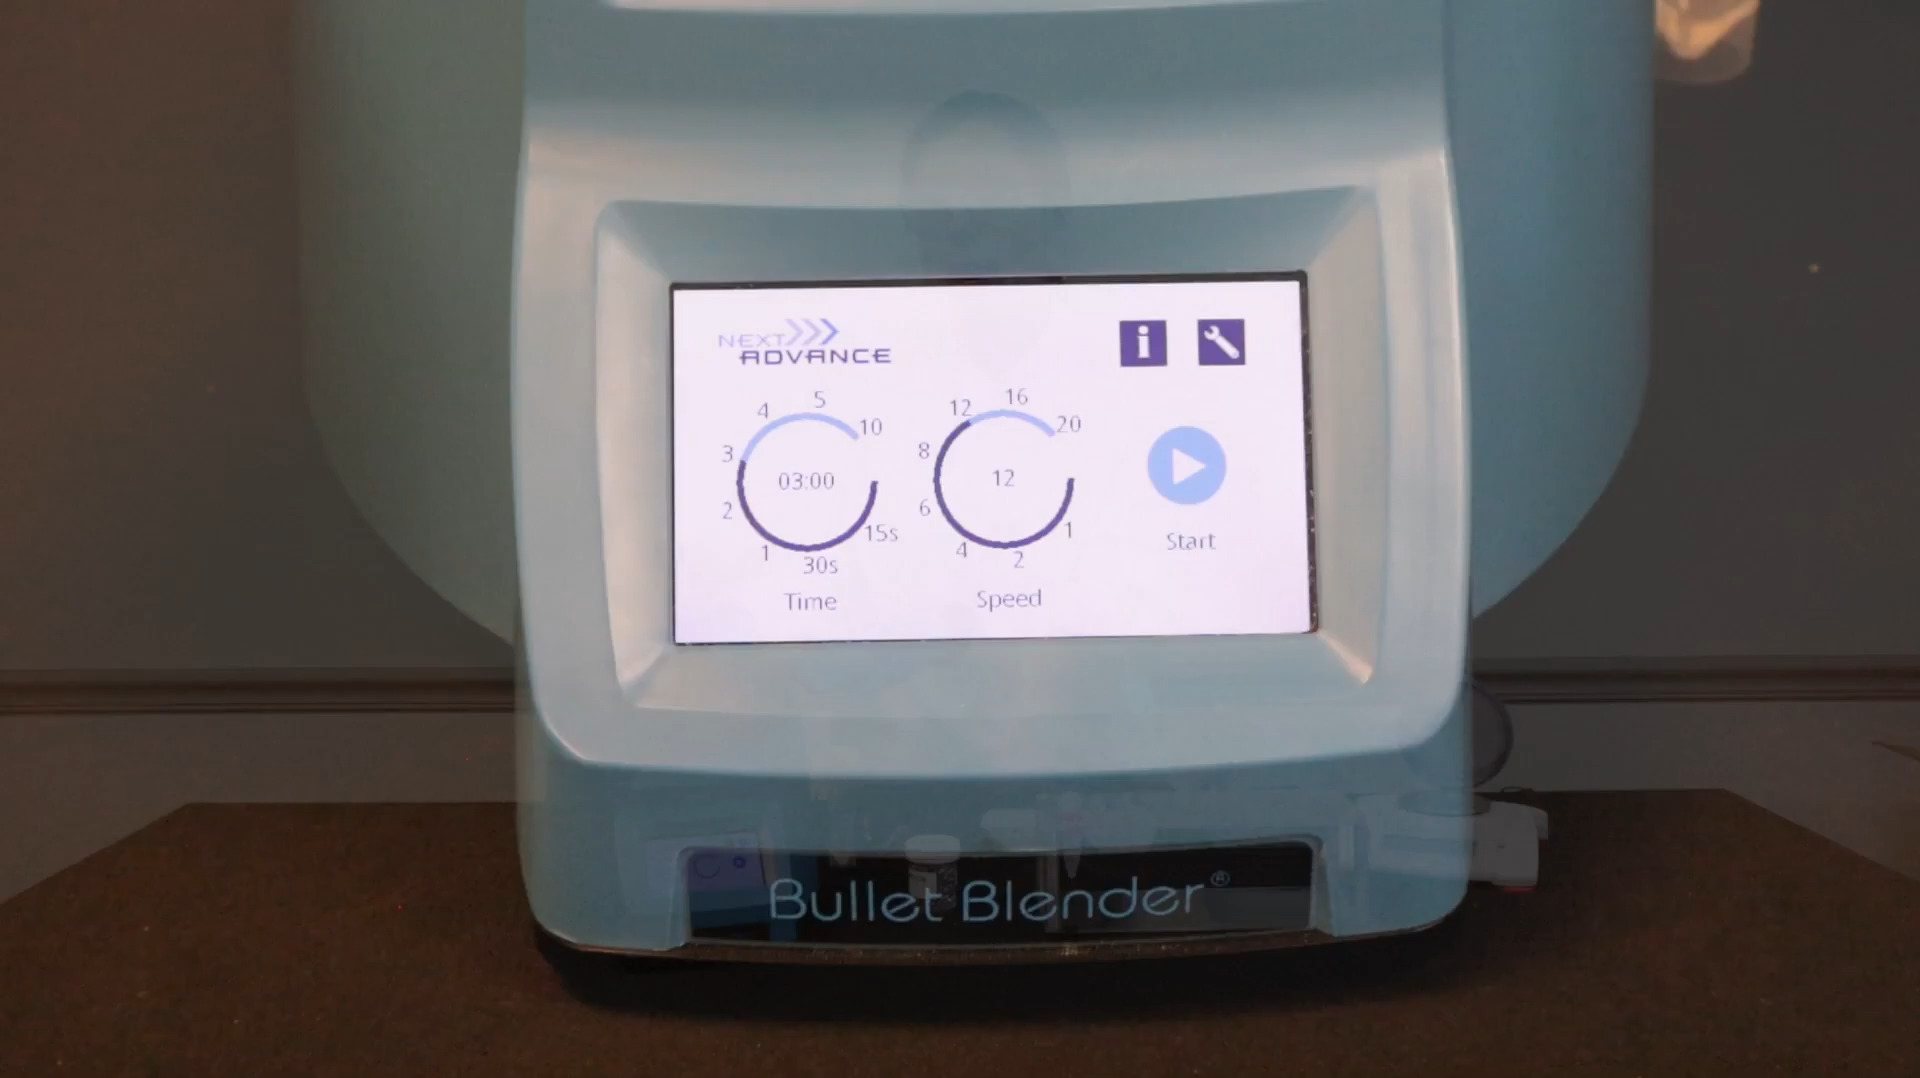 NEXT
ADVANCE
i
5
4
10
3
03:00
2
15s
1
30s
Time
16
12
20
8
12
6
1
4
2
Speed
Start
Bullet Blender®